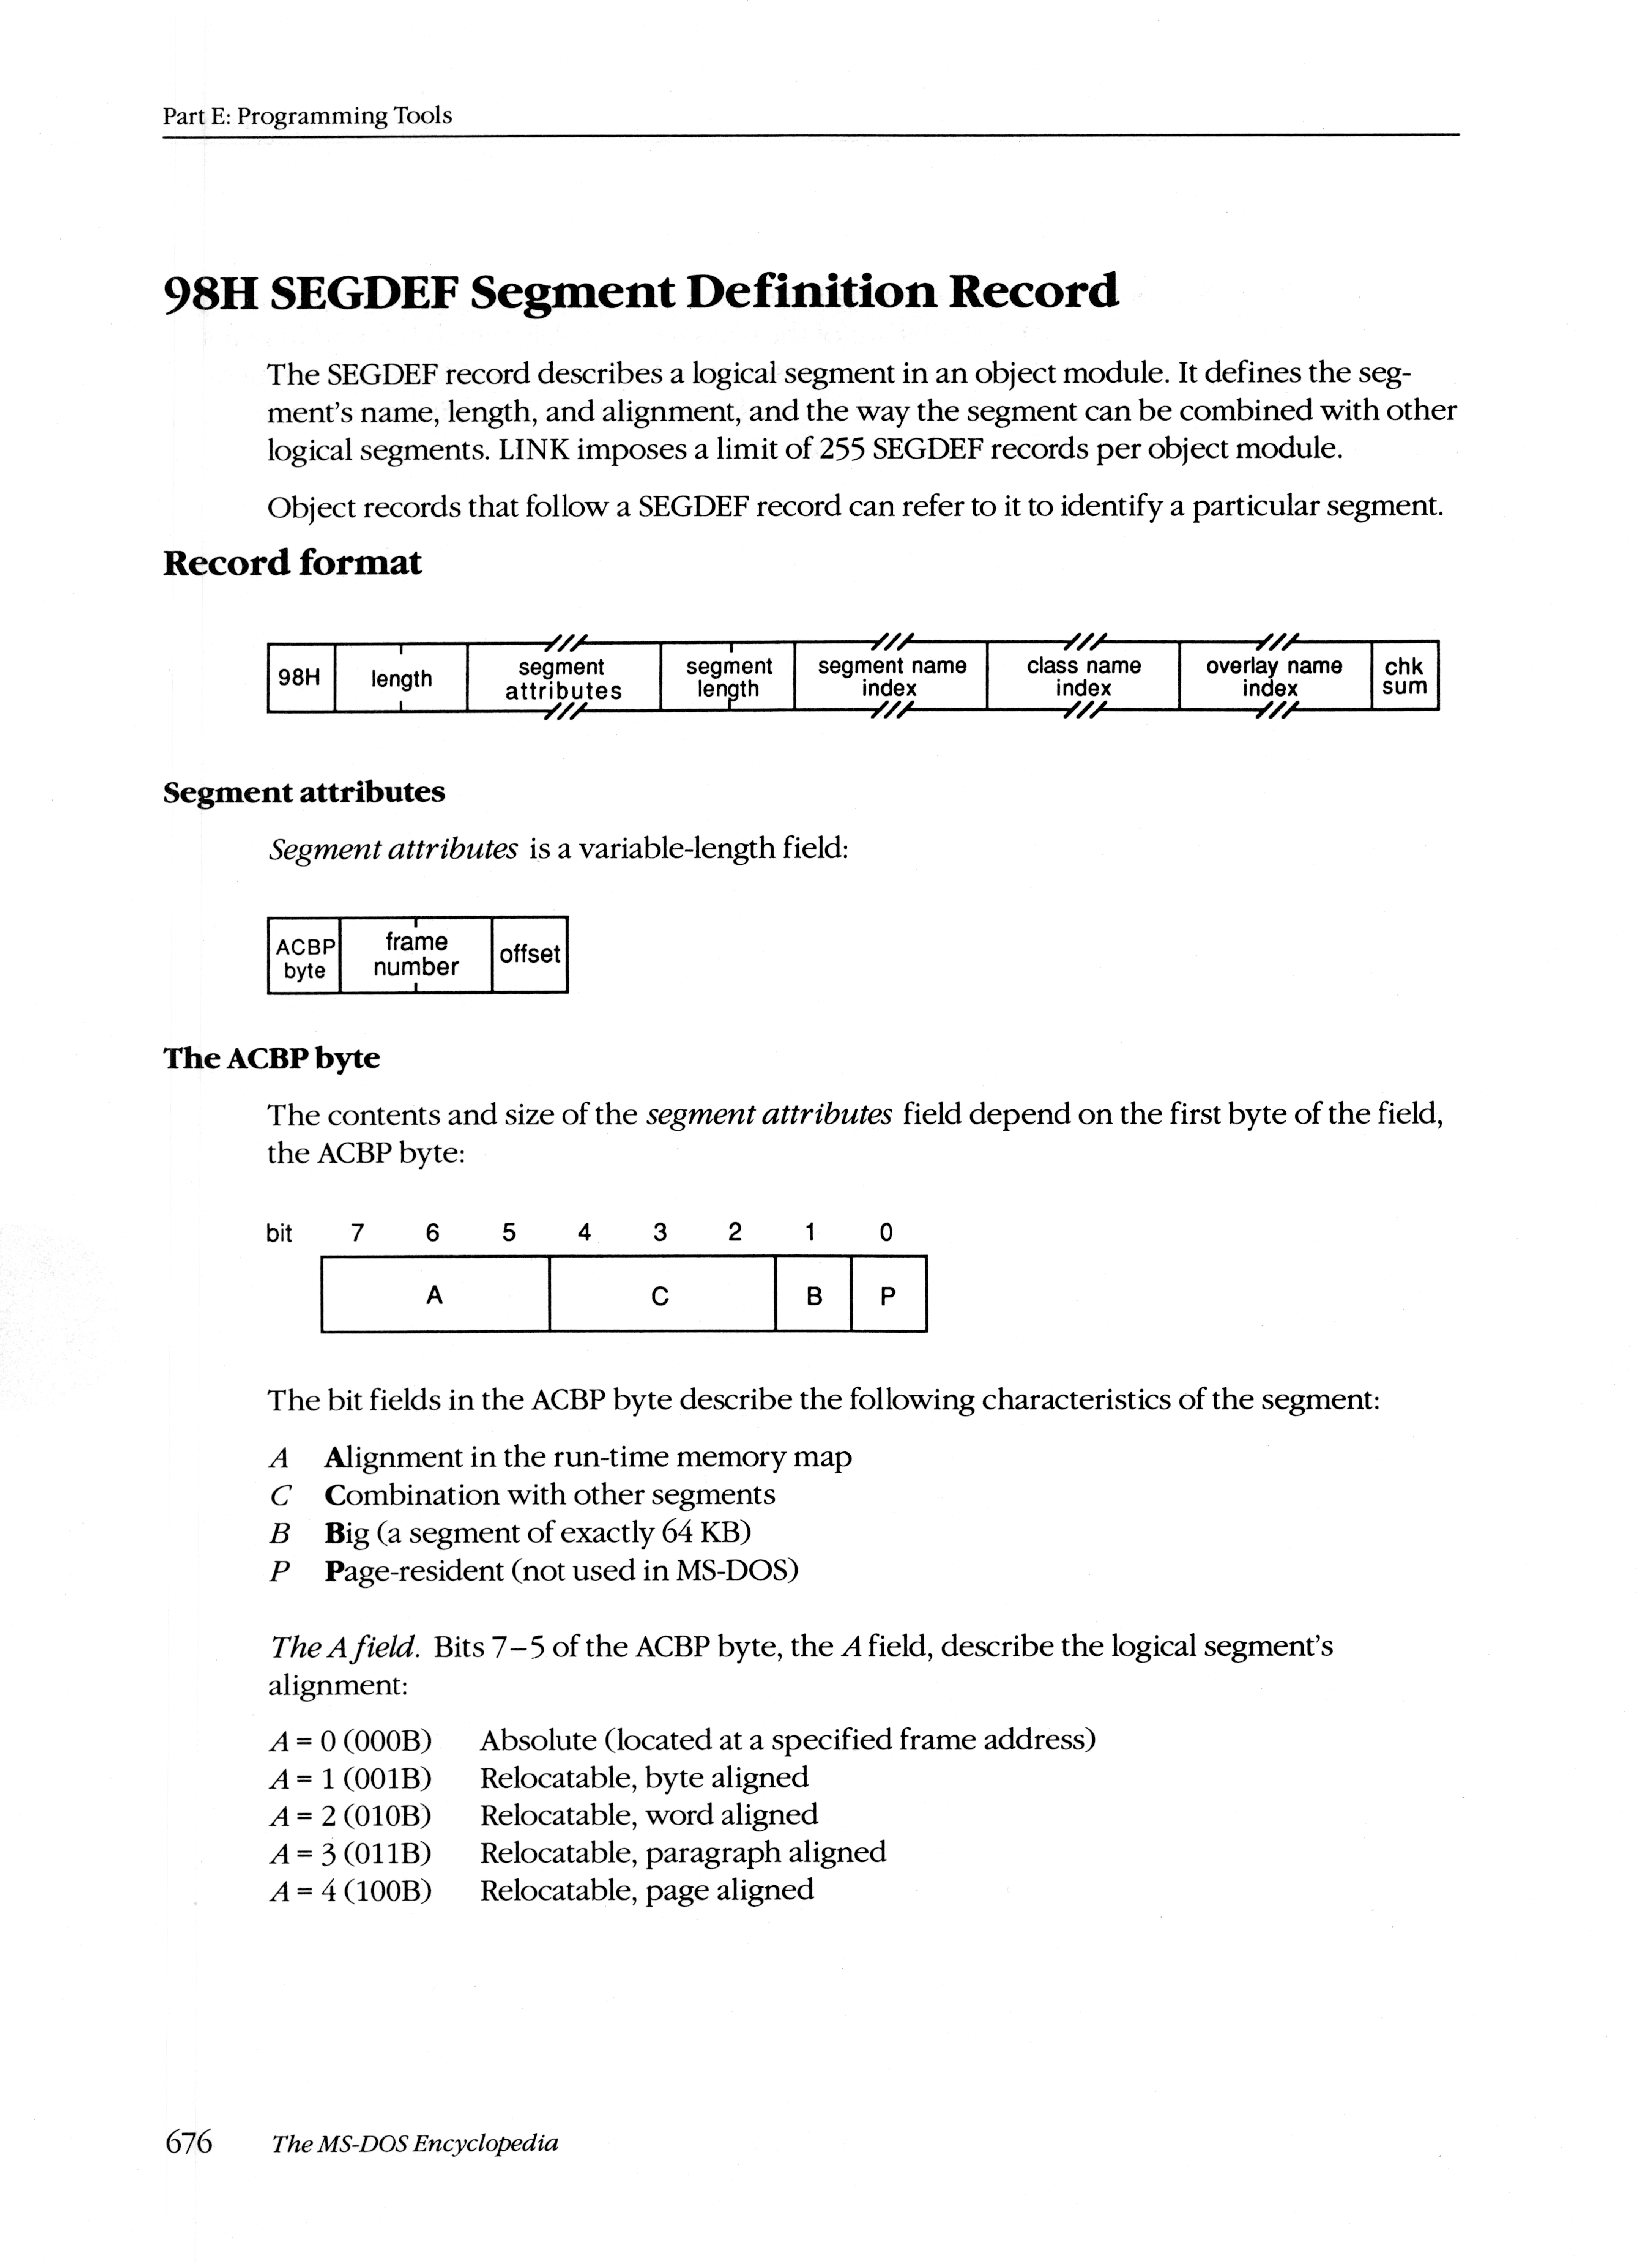 Part E: Programming Tools
98H SEGDEF Segment Definition Record
The SEGDEF record describes a logical segment in an object module. It defines the seg-
ment's name, length, and alignment, and the way the segment can be combined with other
logical segments. LINK imposes a limit of 255 SEGDEF records per object module.
Object records that follow a SEGDEF record can refer to it to identify a particular segment.
Record format
98H length segment attributes segment length segment name index class name index overlay name index chk sum
Segment attributes
Segment attributes is a variable-length field:
ACBP byte frame number offset
The ACBP byte
The contents and size of the segment attributes field depend on the first byte of the field,
the ACBP byte:
bit 7 6 5 4 3 2 1 0
A C B P
The bit fields in the ACBP byte describe the following characteristics of the segment:
A Alignment in the run-time memory map
C Combination with other segments
B Big (a segment of exactly 64 KB)
P Page-resident (not used in MS-DOS)
The A field. Bits 7–5 of the ACBP byte, the A field, describe the logical segment's
alignment:
A = 0 (000B) Absolute (located at a specified frame address)
A = 1 (001B) Relocatable, byte aligned
A = 2 (010B) Relocatable, word aligned
A = 3 (011B) Relocatable, paragraph aligned
A = 4 (100B) Relocatable, page aligned
676 The MS-DOS Encyclopedia